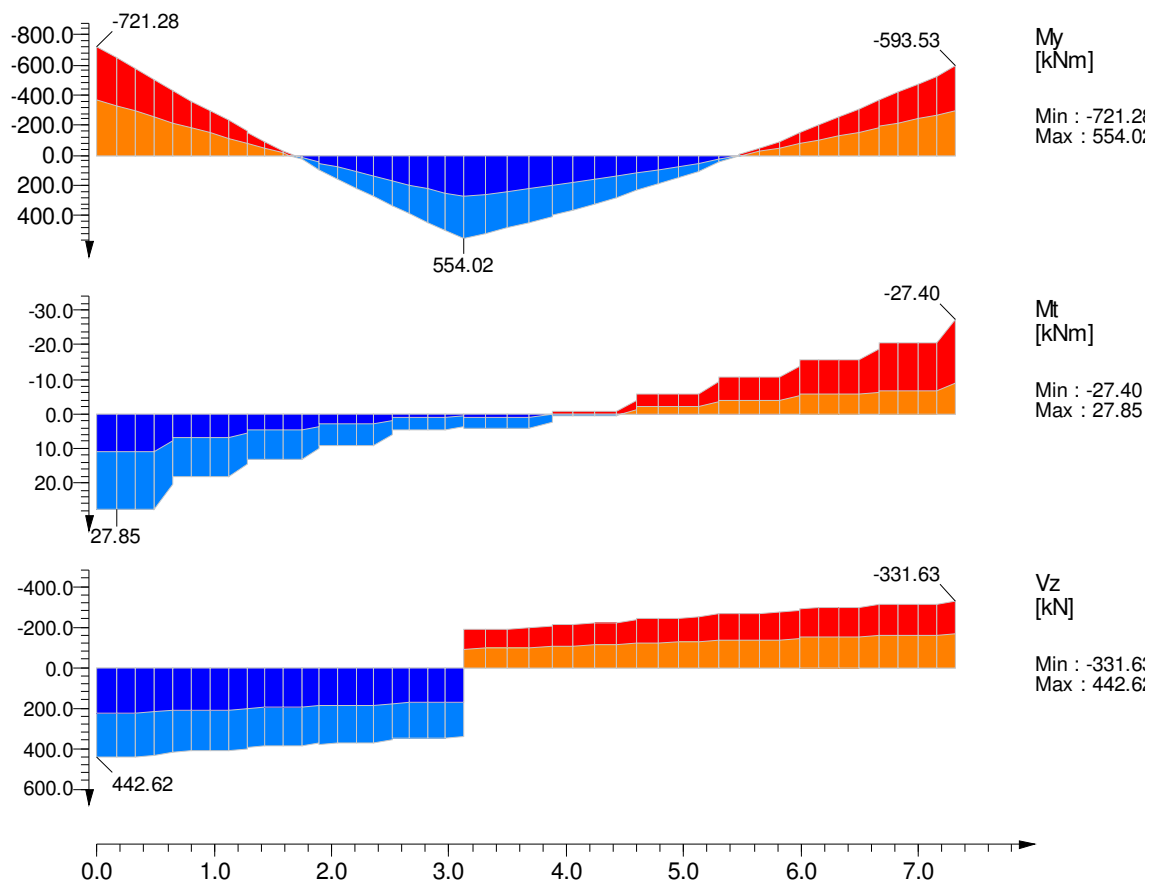 -721.28
-593.53
-800.0
-600.0
-400.0
-200.0
0.0
200.0
400.0
554.02
My
[kNm]
Min : -721.28
Max : 554.02
-27.40
-30.0
-20.0
-10.0
0.0
10.0
20.0
27.85
Mt
[kNm]
Min : -27.40
Max : 27.85
-331.63
-400.0
-200.0
0.0
200.0
400.0
600.0
442.62
Vz
[kN]
Min : -331.63
Max : 442.62
0.0 1.0 2.0 3.0 4.0 5.0 6.0 7.0